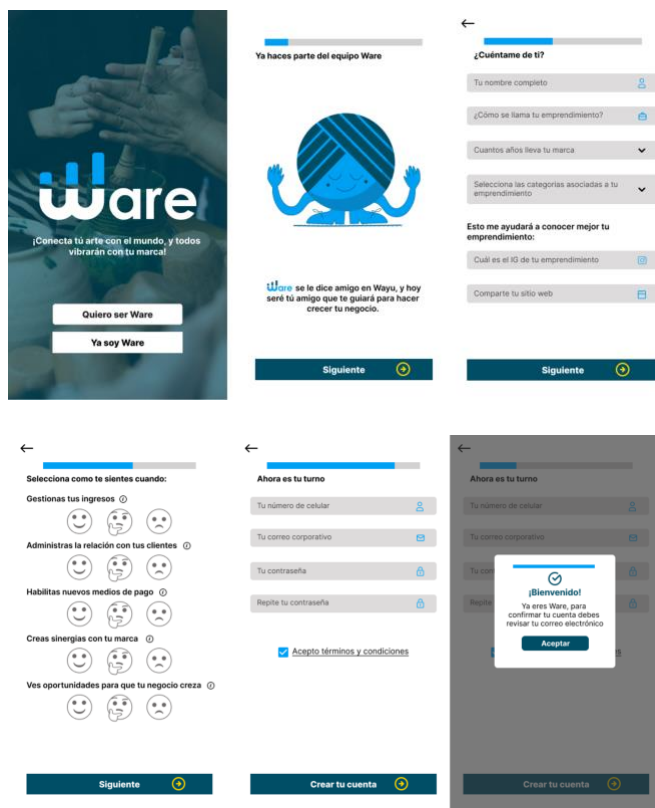 Ware
¡Conecta tú arte con el mundo, y todos
vibrarán con tu marca!
Quiero ser Ware
Ya soy Ware
Ya haces parte del equipo Ware
Ware se le dice amigo en Wayu, y hoy
seré tú amigo que te guiará para hacer
crecer tu negocio.
Siguiente
¿Cuéntame de ti?
Tu nombre completo
¿Cómo se llama tu emprendimiento?
Cuantos años lleva tu marca
Selecciona las categorias asociadas a tu
emprendimiento
Esto me ayudará a conocer mejor tu
emprendimiento:
Cuál es el IG de tu emprendimiento
Comparte tu sitio web
Siguiente
Selecciona como te sientes cuando:
Gestionas tus ingresos
Administras la relación con tus clientes
Habilitas nuevos medios de pago
Creas sinergias con tu marca
Ves oportunidades para que tu negocio creza
Siguiente
Ahora es tu turno
Tu número de celular
Tu correo corporativo
Tu contraseña
Repite tu contraseña
Acepto términos y condiciones
Crear tu cuenta
Ahora es tu turno
Tu número de celular
Tu correo corporativo
Tu con
Repite
¡Bienvenido!
Ya eres Ware, para
confirmar tu cuenta debes
revisar tu correo electrónico
Aceptar
Crear tu cuenta